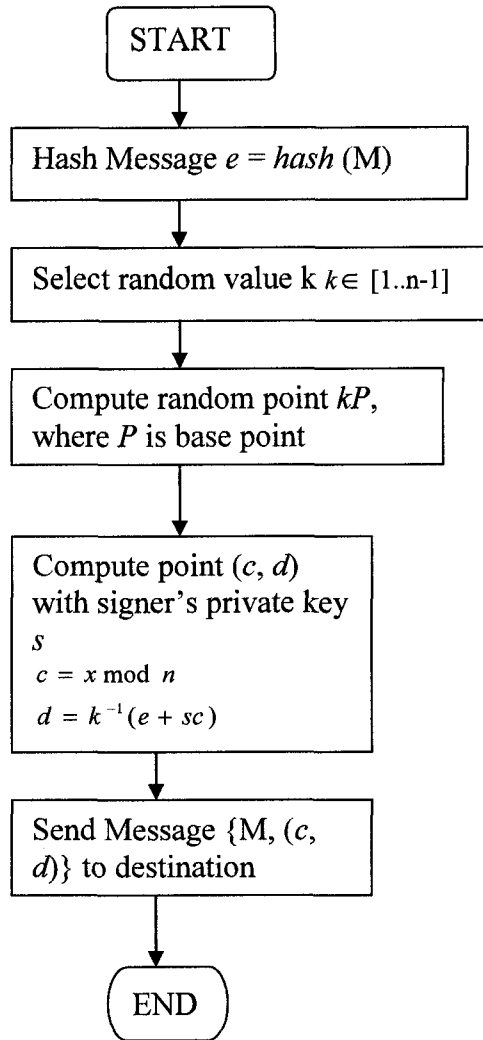 START
Hash Message e = hash (M)
Select random value k k ∈ [1..n-1]
Compute random point kP,
where P is base point
Compute point (c, d)
with signer's private key
s
c = x mod n
d = k⁻¹(e + sc)
Send Message {M, (c,
d)} to destination
END